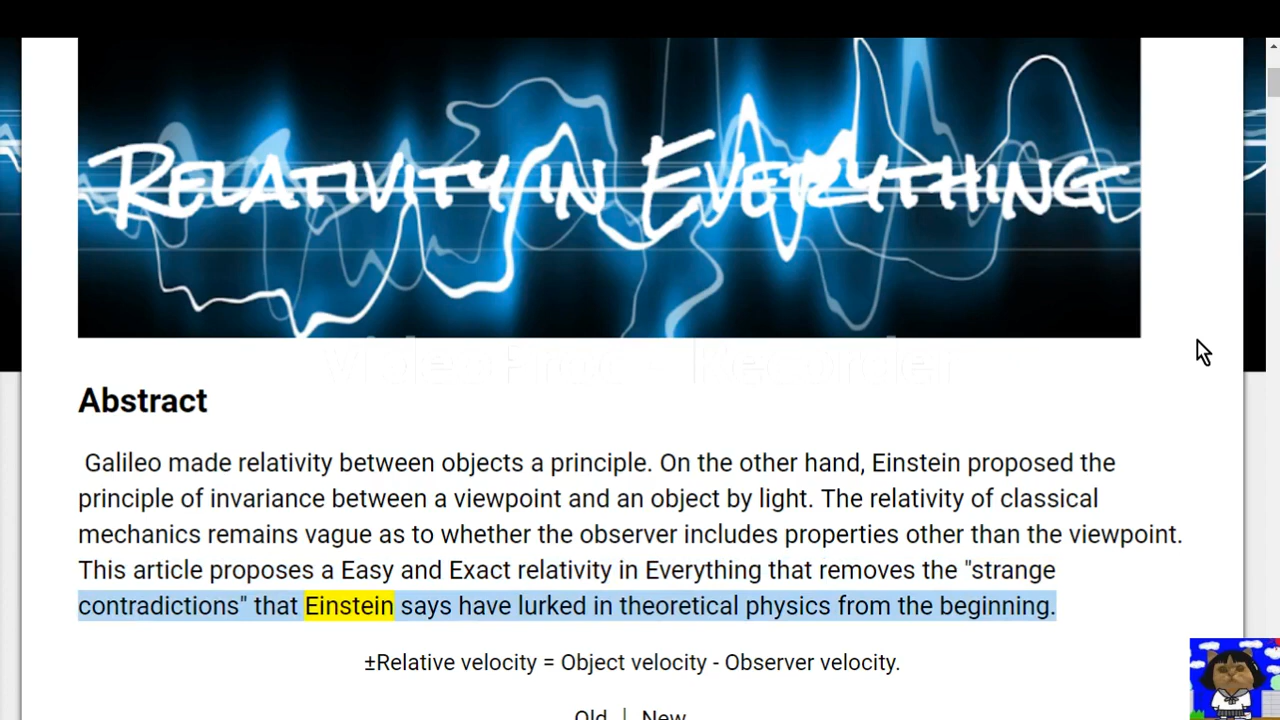 RELATIVITY IN EVERYTHING
Abstract
Galileo made relativity between objects a principle. On the other hand, Einstein proposed the
principle of invariance between a viewpoint and an object by light. The relativity of classical
mechanics remains vague as to whether the observer includes properties other than the viewpoint.
This article proposes a Easy and Exact relativity in Everything that removes the "strange
contradictions" that Einstein says have lurked in theoretical physics from the beginning.
±Relative velocity = Object velocity - Observer velocity.
Old | New